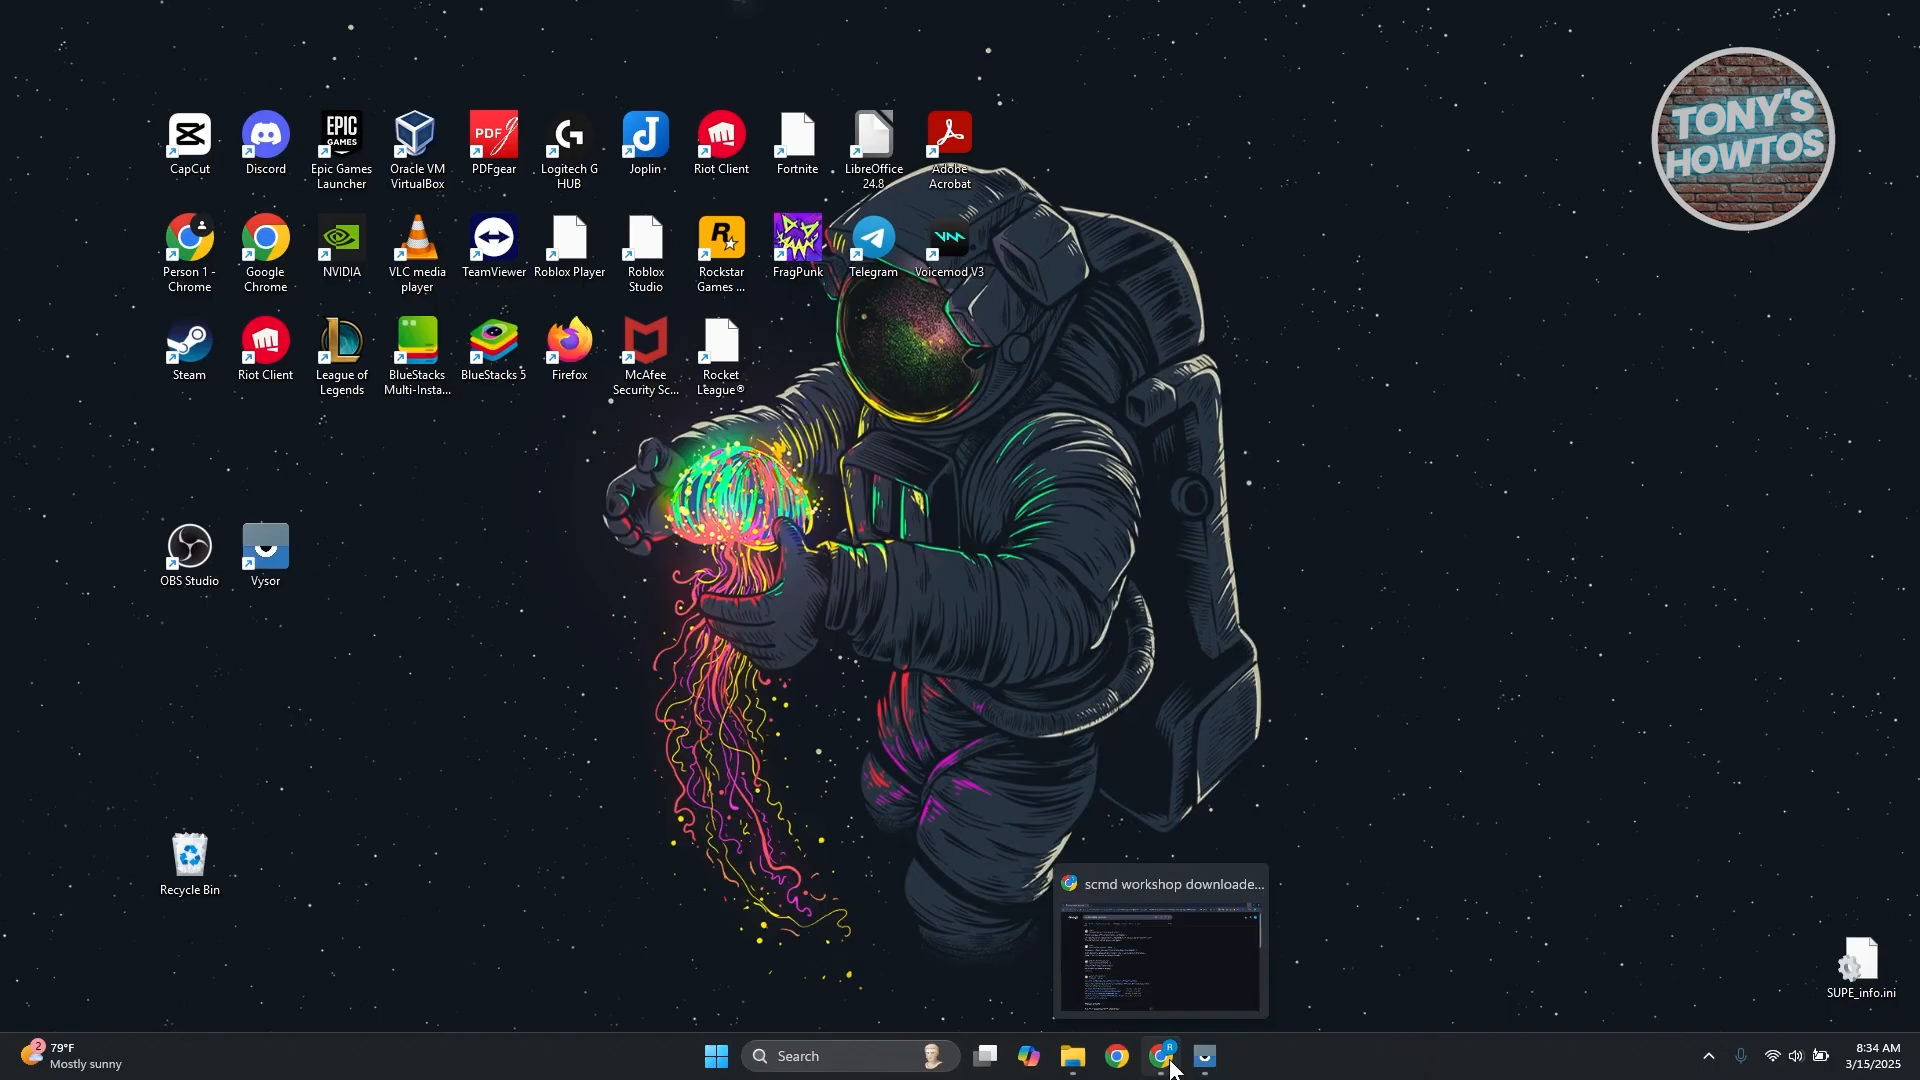 TONY'S
HOWTOS
EPIC
GAMES
PDF
CapCut
Discord
Epic Games
Launcher
Oracle VM
VirtualBox
PDFgear
Logitech G
HUB
Joplin
Riot Client
Fortnite
LibreOffice
24.8
Adobe
Acrobat
Person 1 -
Chrome
Google
Chrome
NVIDIA
VLC media
player
TeamViewer
Roblox Player
Roblox
Studio
Rockstar
Games ...
FragPunk
Telegram
Voicemod V3
Steam
Riot Client
League of
Legends
BlueStacks
Multi-Insta...
BlueStacks 5
Firefox
McAfee
Security Sc...
Rocket
League®
OBS Studio
Vysor
Recycle Bin
scmd workshop downloade...
SUPE_info.ini
2
79°F
Mostly sunny
Search
R
8:34 AM
3/15/2025